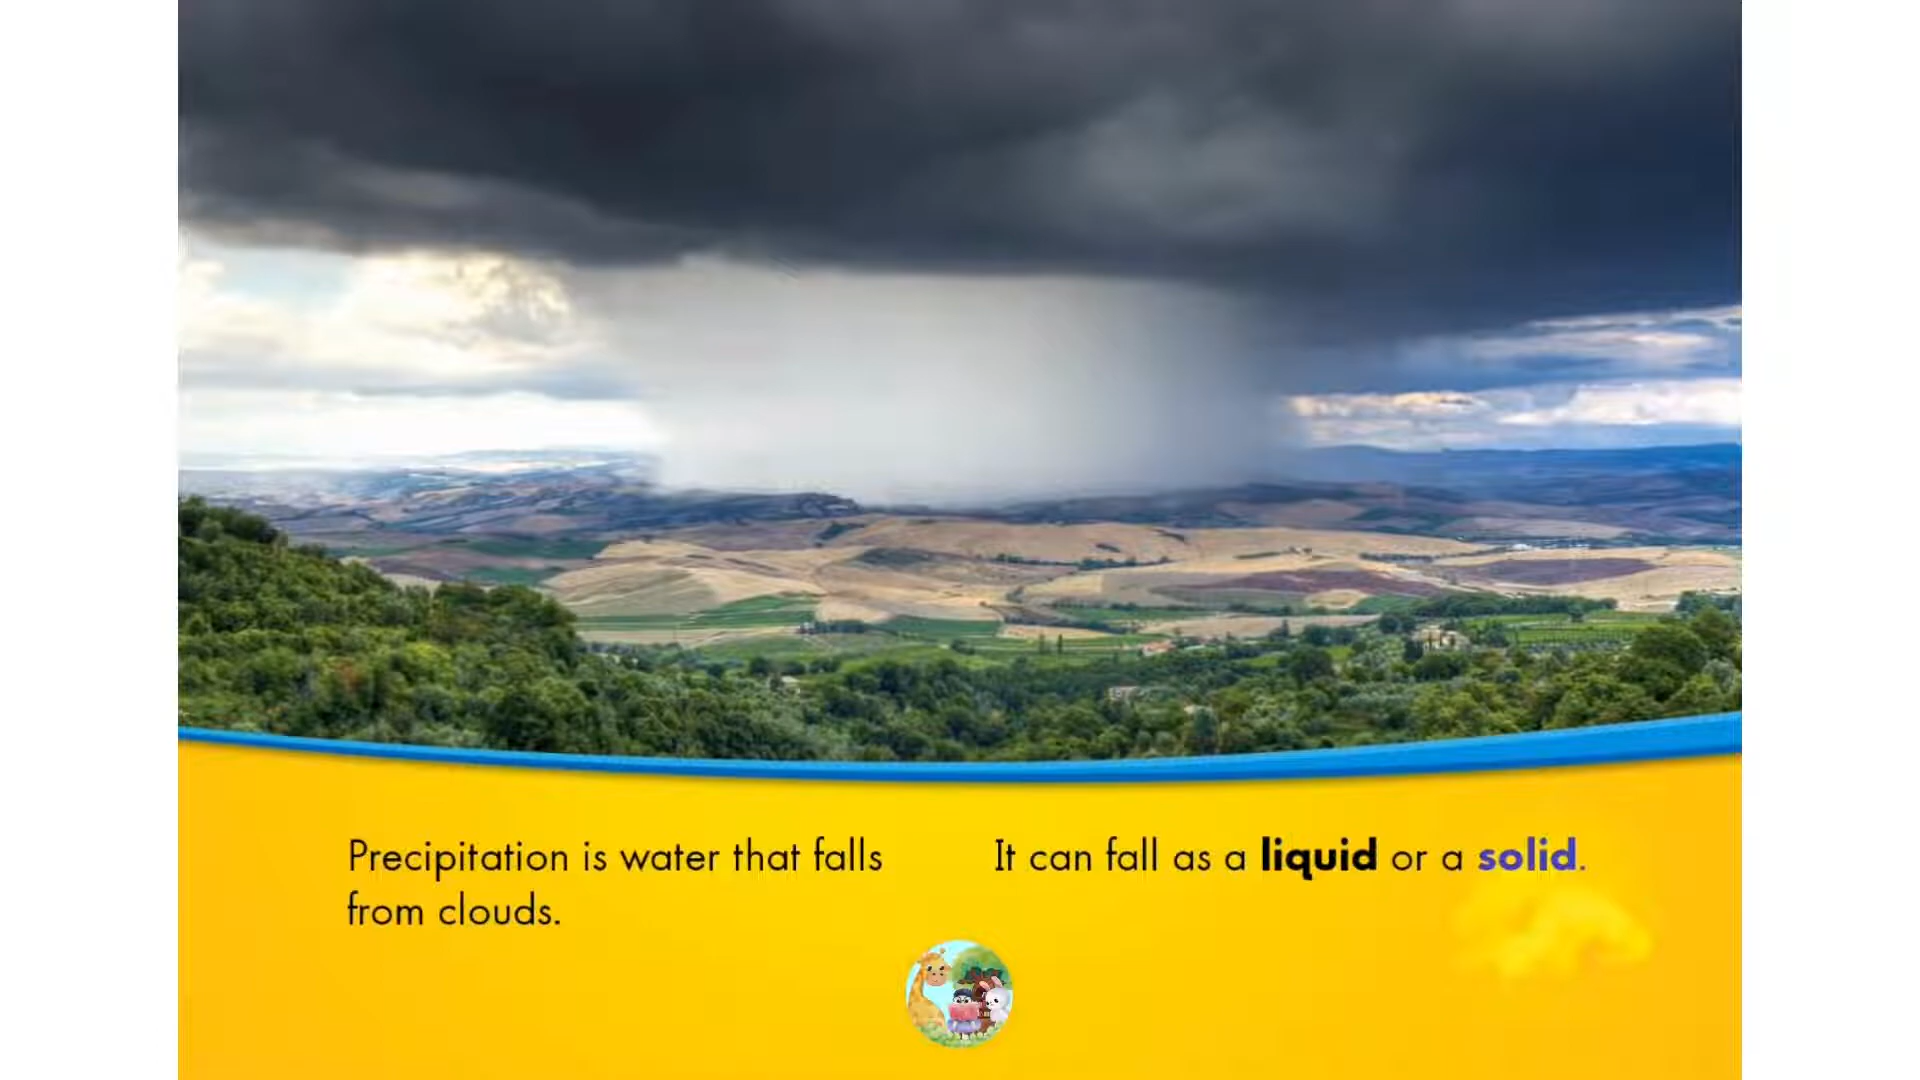 Precipitation is water that falls
from clouds.
It can fall as a liquid or a solid.